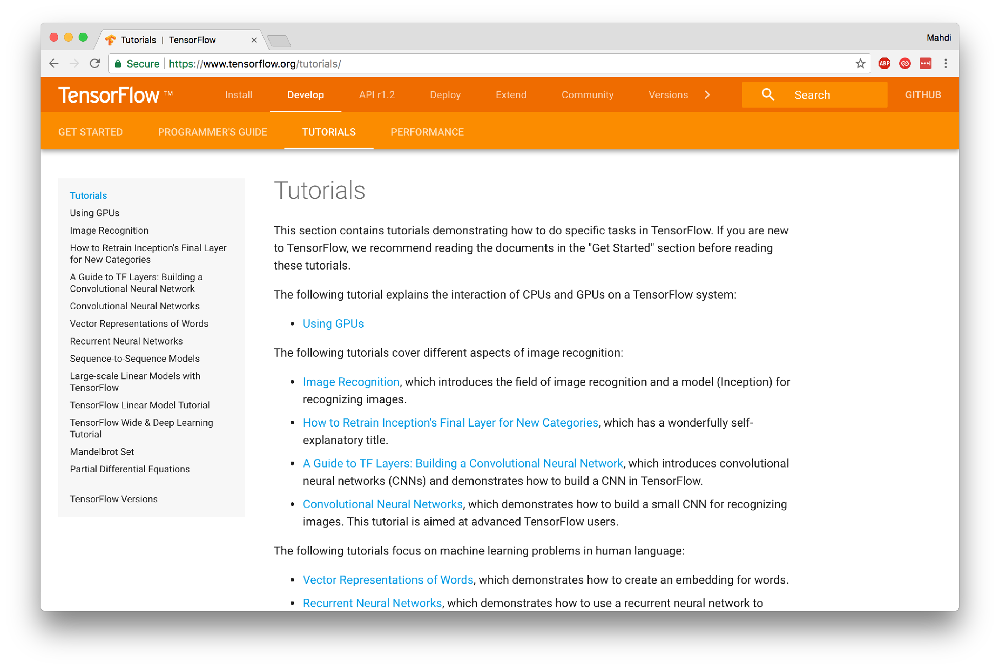 Tutorials | TensorFlow
Mahdi
Secure
https://www.tensorflow.org/tutorials/
ABP
TensorFlow ™
Install
Develop
API r1.2
Deploy
Extend
Community
Versions
Search
GITHUB
GET STARTED
PROGRAMMER'S GUIDE
TUTORIALS
PERFORMANCE
Tutorials
Using GPUs
Image Recognition
How to Retrain Inception's Final Layer
for New Categories
A Guide to TF Layers: Building a
Convolutional Neural Network
Convolutional Neural Networks
Vector Representations of Words
Recurrent Neural Networks
Sequence-to-Sequence Models
Large-scale Linear Models with
TensorFlow
TensorFlow Linear Model Tutorial
TensorFlow Wide & Deep Learning
Tutorial
Mandelbrot Set
Partial Differential Equations
TensorFlow Versions
Tutorials
This section contains tutorials demonstrating how to do specific tasks in TensorFlow. If you are new
to TensorFlow, we recommend reading the documents in the "Get Started" section before reading
these tutorials.
The following tutorial explains the interaction of CPUs and GPUs on a TensorFlow system:
• Using GPUs
The following tutorials cover different aspects of image recognition:
• Image Recognition, which introduces the field of image recognition and a model (Inception) for
recognizing images.
• How to Retrain Inception's Final Layer for New Categories, which has a wonderfully self-
explanatory title.
• A Guide to TF Layers: Building a Convolutional Neural Network, which introduces convolutional
neural networks (CNNs) and demonstrates how to build a CNN in TensorFlow.
• Convolutional Neural Networks, which demonstrates how to build a small CNN for recognizing
images. This tutorial is aimed at advanced TensorFlow users.
The following tutorials focus on machine learning problems in human language:
• Vector Representations of Words, which demonstrates how to create an embedding for words.
• Recurrent Neural Networks, which demonstrates how to use a recurrent neural network to